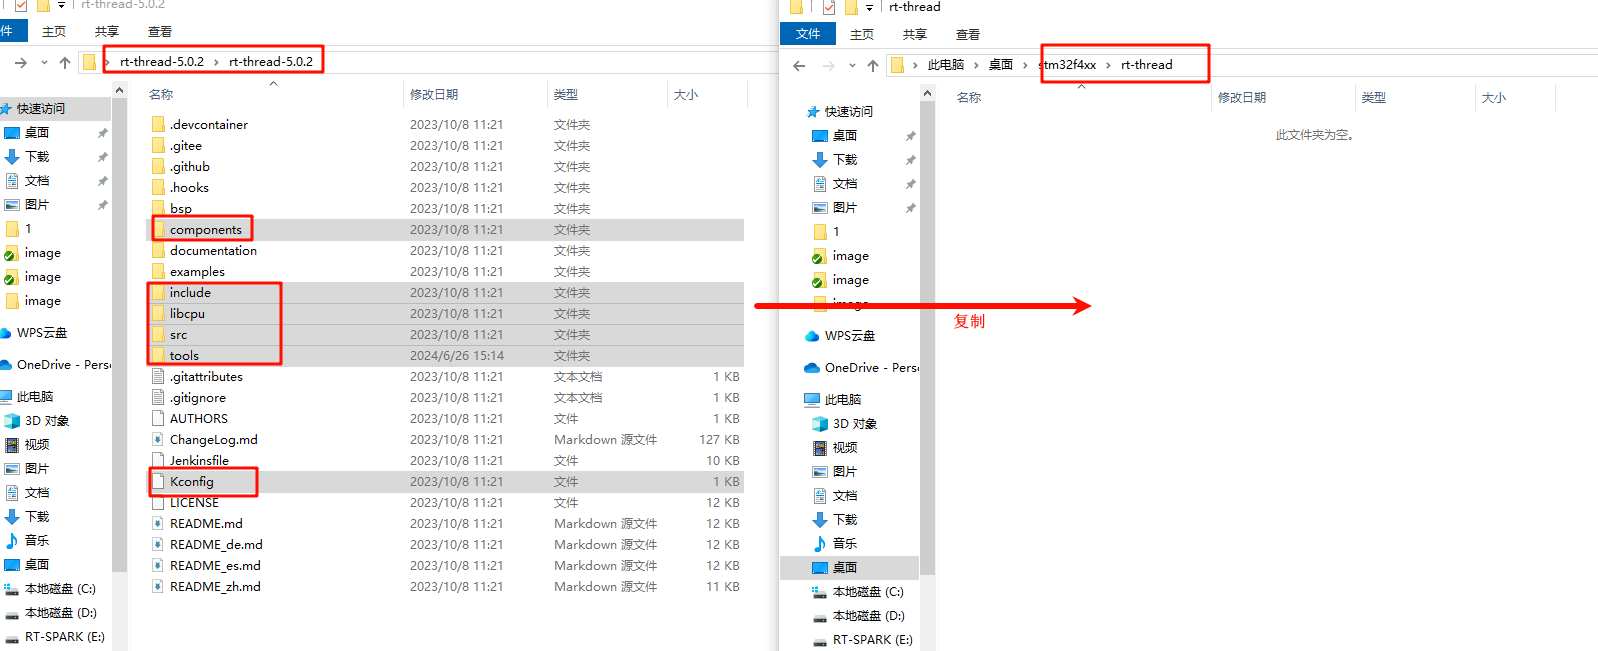 rt-thread-5.0.2
件 主页 共享 查看
rt-thread-5.0.2 › rt-thread-5.0.2
名称 修改日期 类型 大小
快速访问
桌面
下载
文档
图片
1
image
image
image
WPS云盘
OneDrive - Pers
此电脑
3D 对象
视频
图片
文档
下载
音乐
桌面
本地磁盘 (C:)
本地磁盘 (D:)
RT-SPARK (E:)
.devcontainer 2023/10/8 11:21 文件夹
.gitee 2023/10/8 11:21 文件夹
.github 2023/10/8 11:21 文件夹
.hooks 2023/10/8 11:21 文件夹
bsp 2023/10/8 11:21 文件夹
components 2023/10/8 11:21 文件夹
documentation 2023/10/8 11:21 文件夹
examples 2023/10/8 11:21 文件夹
include 2023/10/8 11:21 文件夹
libcpu 2023/10/8 11:21 文件夹
src 2023/10/8 11:21 文件夹
tools 2024/6/26 15:14 文件夹
.gitattributes 2023/10/8 11:21 文本文档 1 KB
.gitignore 2023/10/8 11:21 文本文档 1 KB
AUTHORS 2023/10/8 11:21 文件 1 KB
ChangeLog.md 2023/10/8 11:21 Markdown 源文件 127 KB
Jenkinsfile 2023/10/8 11:21 文件 10 KB
Kconfig 2023/10/8 11:21 文件 1 KB
LICENSE 2023/10/8 11:21 文件 12 KB
README.md 2023/10/8 11:21 Markdown 源文件 12 KB
README_de.md 2023/10/8 11:21 Markdown 源文件 12 KB
README_es.md 2023/10/8 11:21 Markdown 源文件 12 KB
README_zh.md 2023/10/8 11:21 Markdown 源文件 11 KB
复制
rt-thread
文件 主页 共享 查看
此电脑 › 桌面 › stm32f4xx › rt-thread
名称 修改日期 类型 大小
此文件夹为空。
快速访问
桌面
下载
文档
图片
1
image
image
image
WPS云盘
OneDrive - Pers
此电脑
3D 对象
视频
图片
文档
下载
音乐
桌面
本地磁盘 (C:)
本地磁盘 (D:)
RT-SPARK (E:)